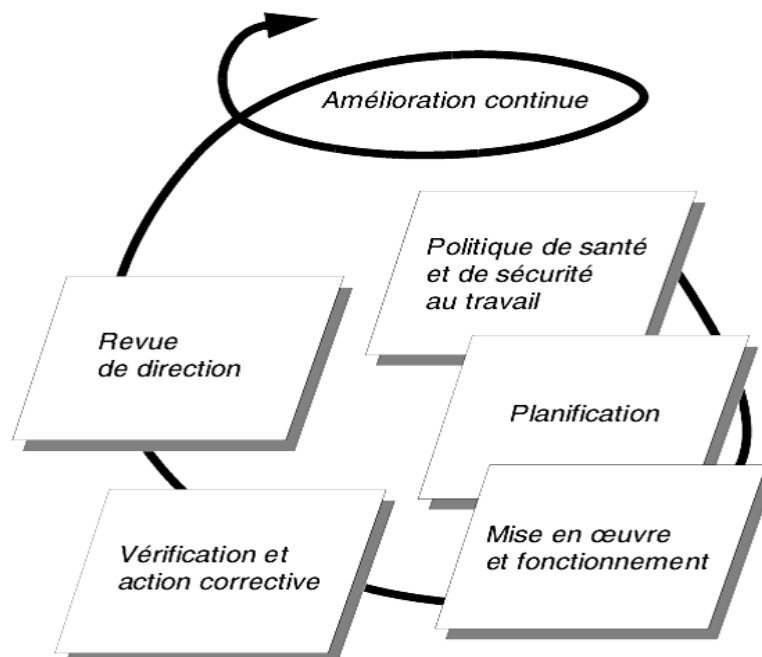 Amélioration continue
Politique de santé
et de sécurité
au travail
Revue
de direction
Planification
Mise en œuvre
et fonctionnement
Vérification et
action corrective